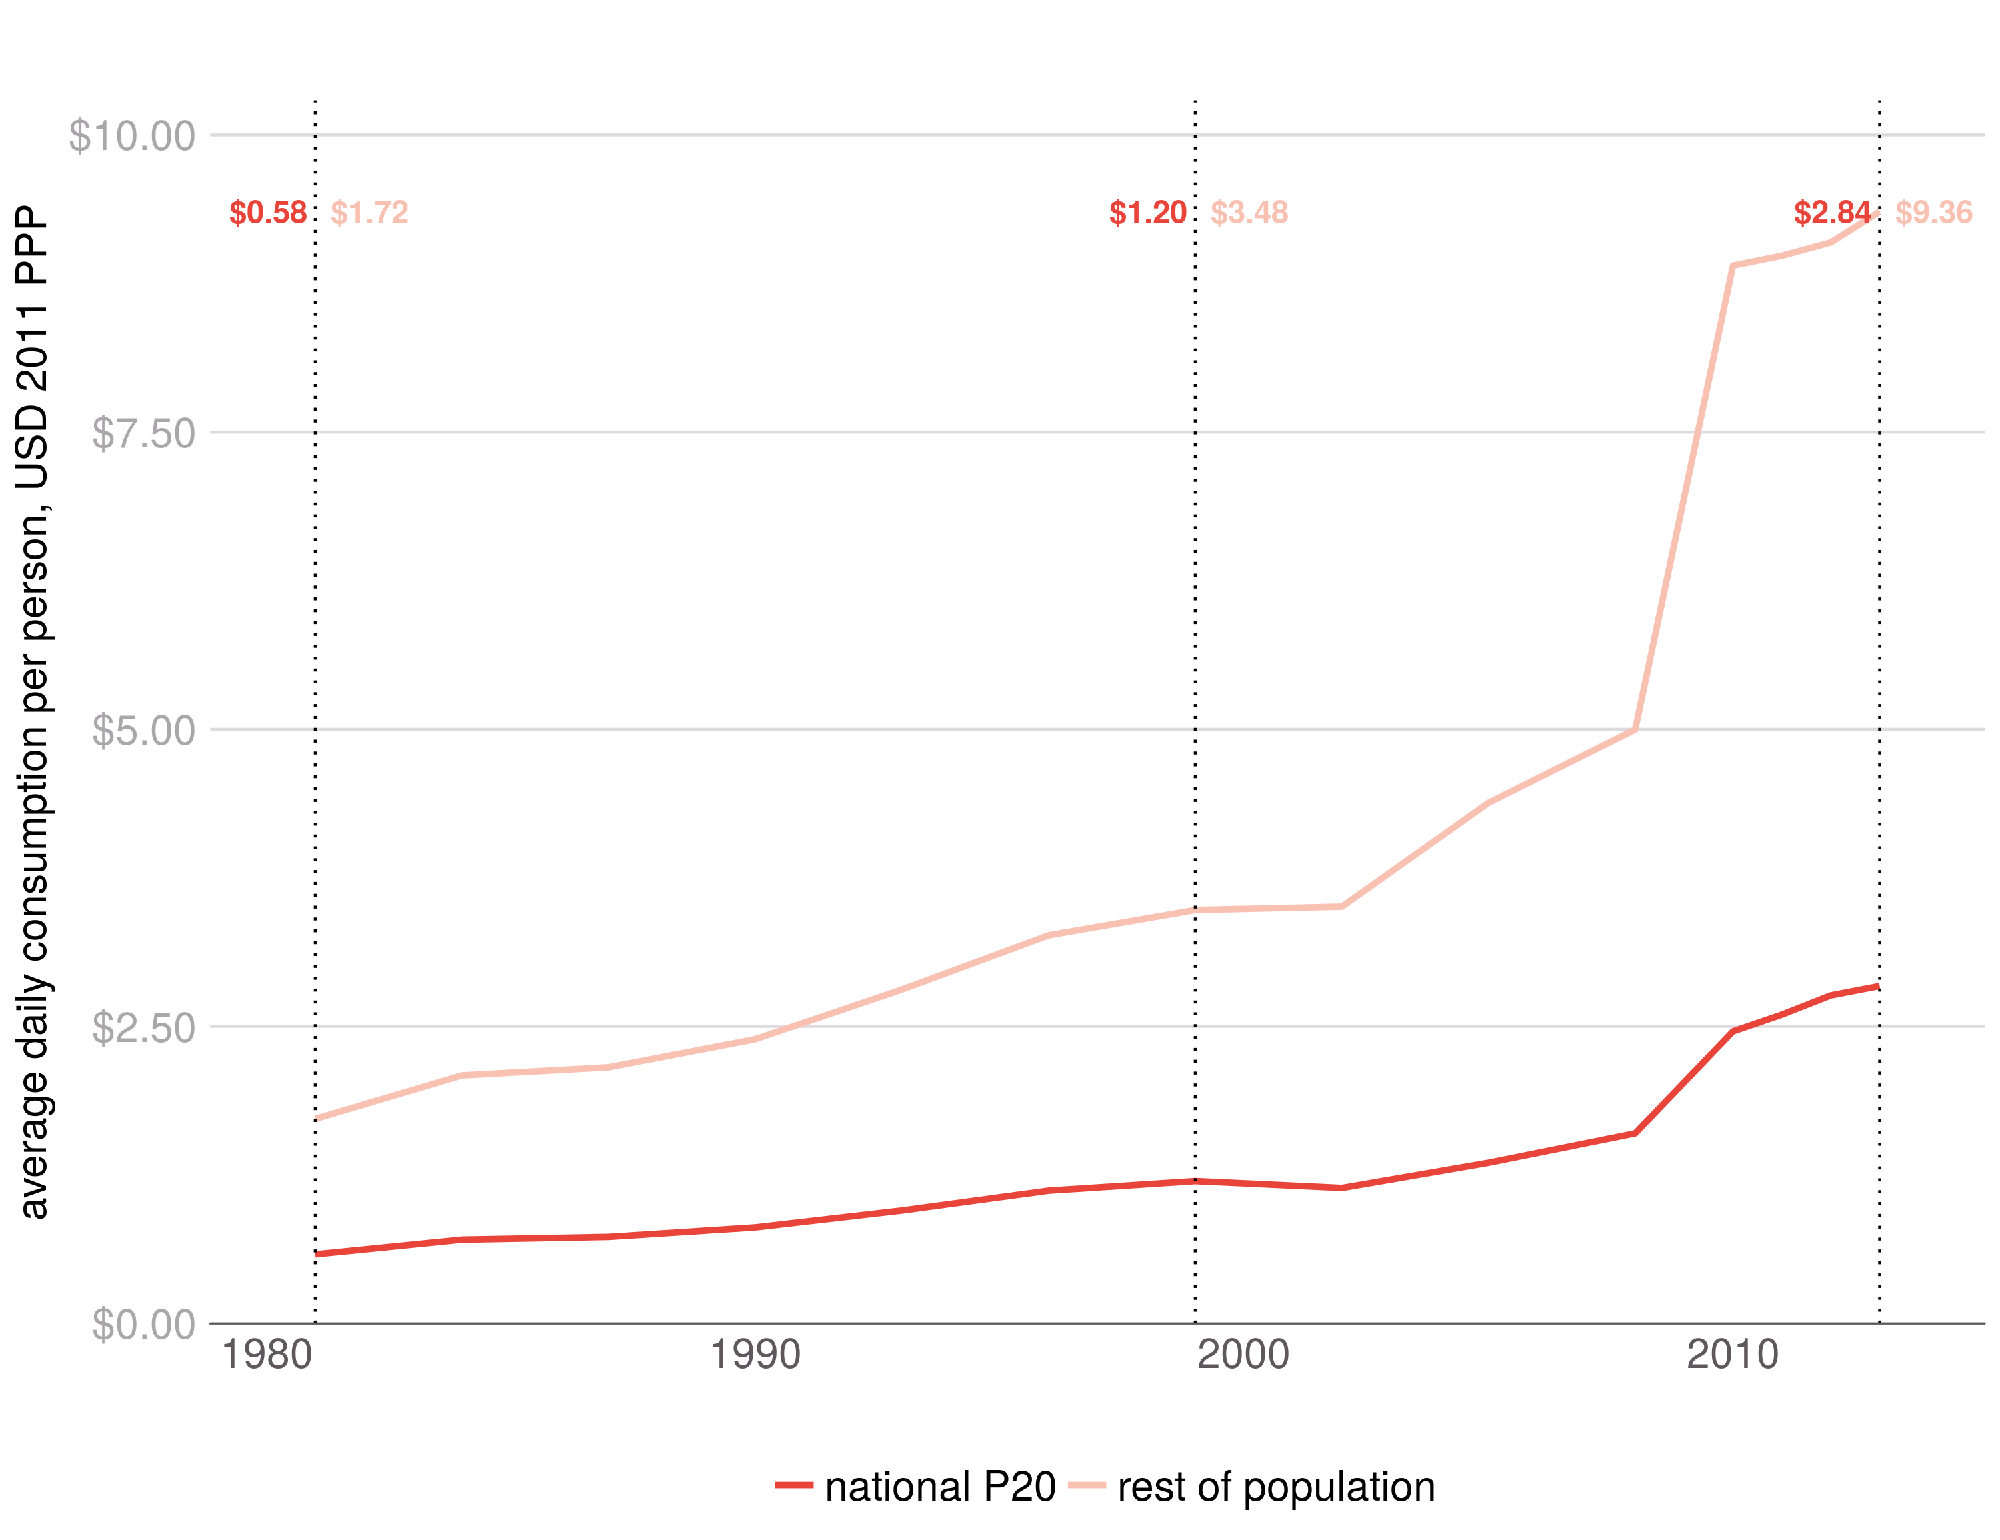 average daily consumption per person, USD 2011 PPP
$10.00
$7.50
$5.00
$2.50
$0.00
$0.58 $1.72
$1.20 $3.48
$2.84 $9.36
1980 1990 2000 2010
national P20 rest of population